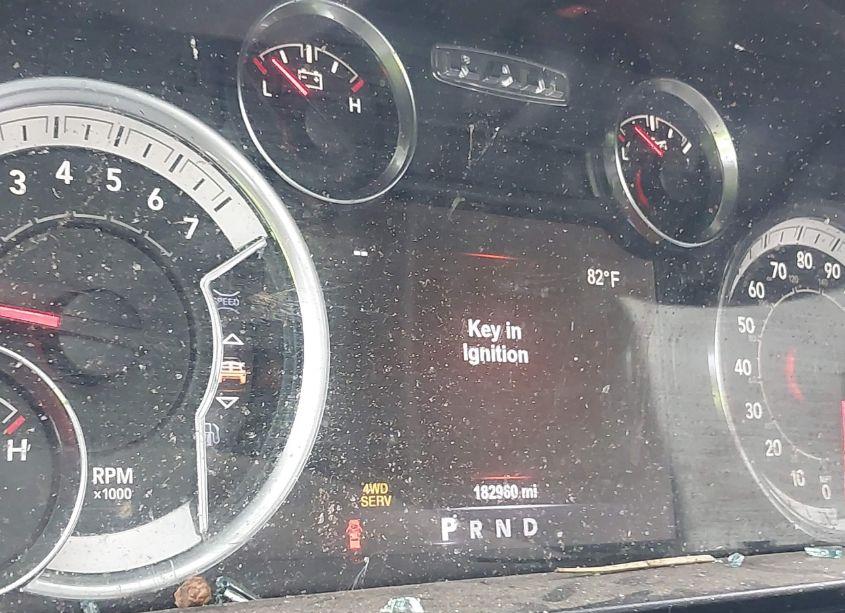 L H
L
3 4 5 6 7
SPEED
H
RPM
x1000
82°F
Key in
Ignition
4WD
SERV
182960 mi
P R N D
90
80
70
60
50
40
30
20
10
0